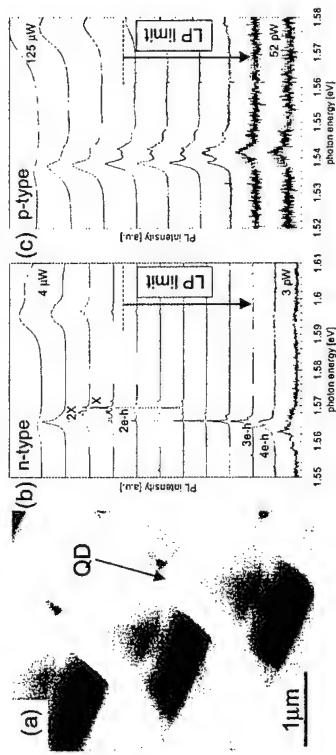 (a)
QD
1μm
(b)
n-type
4 μW
2X
X
2e-h
LP limit
3e-h
4e-h
3 pW
PL intensity [a.u.]
1.55 1.56 1.57 1.58 1.59 1.60 1.61
photon energy [eV]
(c)
p-type
125 μW
LP limit
52 pW
PL intensity [a.u.]
1.52 1.53 1.54 1.55 1.56 1.57 1.58
photon energy [eV]